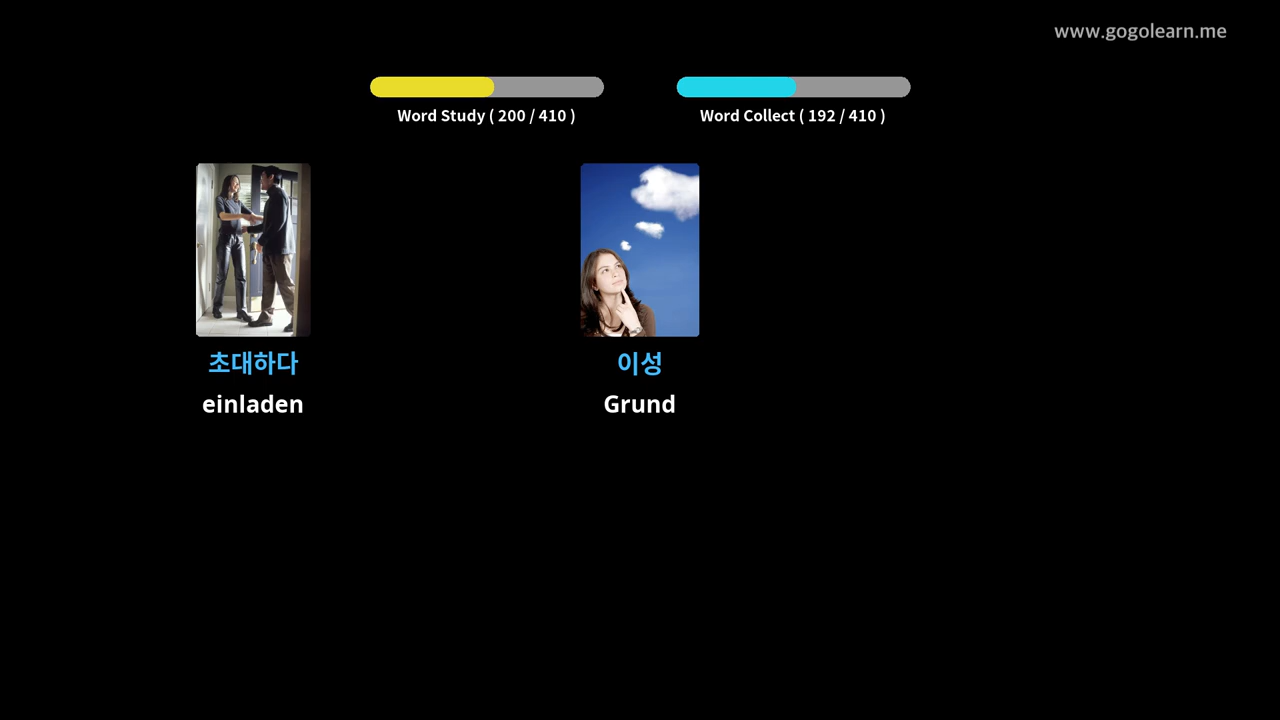 www.gogolearn.me
Word Study ( 200 / 410 )
Word Collect ( 192 / 410 )
초대하다
einladen
이성
Grund